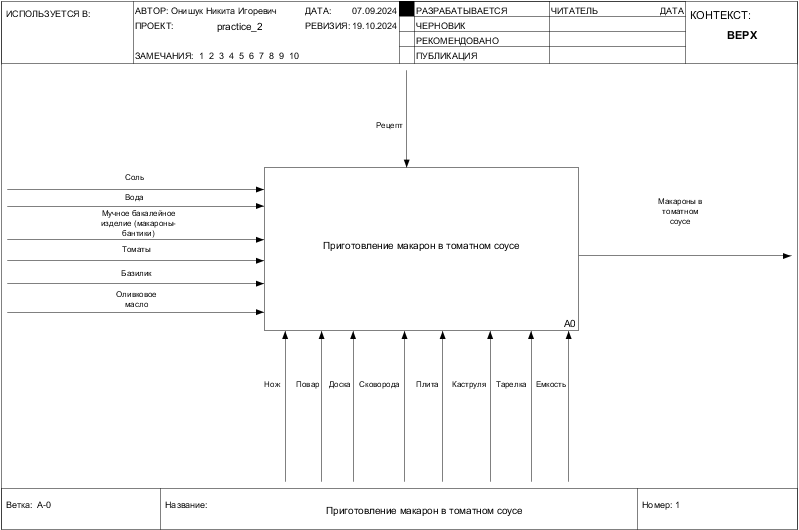 ИСПОЛЬЗУЕТСЯ В:
АВТОР: Онишук Никита Игоревич
ДАТА: 07.09.2024
ПРОЕКТ: practice_2
РЕВИЗИЯ: 19.10.2024
ЗАМЕЧАНИЯ: 1 2 3 4 5 6 7 8 9 10
РАЗРАБАТЫВАЕТСЯ
ЧЕРНОВИК
РЕКОМЕНДОВАНО
ПУБЛИКАЦИЯ
ЧИТАТЕЛЬ ДАТА
КОНТЕКСТ:
ВЕРХ
Рецепт
Соль
Вода
Мучное бакалейное
изделие (макароны-
бантики)
Томаты
Базилик
Оливковое
масло
Приготовление макарон в томатном соусе
A0
Макароны в
томатном
соусе
Нож Повар Доска Сковорода Плита Каструля Тарелка Емкость
Ветка: A-0
Название:
Приготовление макарон в томатном соусе
Номер: 1